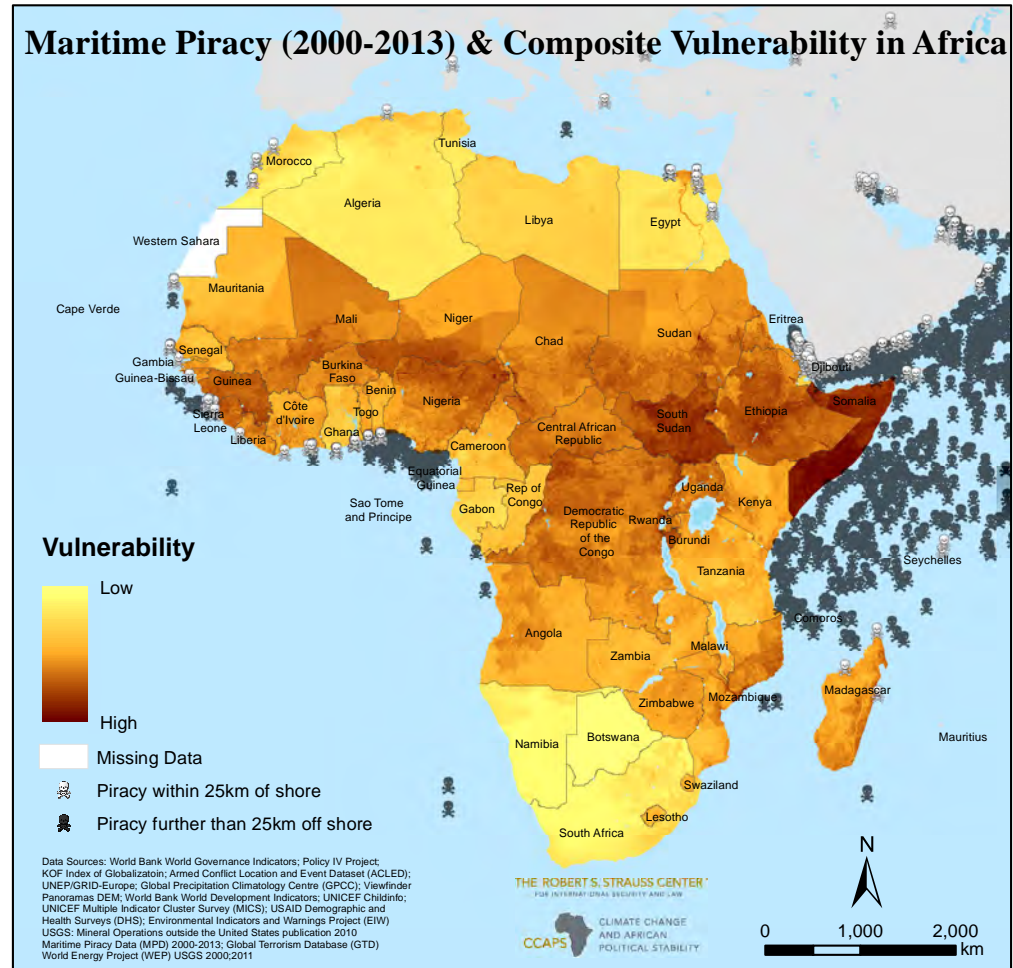 Maritime Piracy (2000-2013) & Composite Vulnerability in Africa
Tunisia
Morocco
Algeria
Libya
Egypt
Western Sahara
Mauritania
Cape Verde
Mali
Niger
Chad
Sudan
Eritrea
Senegal
Gambia
Guinea-Bissau
Guinea
Burkina
Faso
Benin
Djibouti
Sierra
Leone
Côte
d'Ivoire
Togo
Nigeria
South
Sudan
Ethiopia
Somalia
Liberia
Ghana
Cameroon
Central African
Republic
Equatorial
Guinea
Sao Tome
and Principe
Gabon
Rep of
Congo
Democratic
Republic
of the
Congo
Uganda
Rwanda
Kenya
Burundi
Seychelles
Tanzania
Comoros
Angola
Zambia
Malawi
Mozambique
Madagascar
Zimbabwe
Mauritius
Namibia
Botswana
Swaziland
Lesotho
South Africa
Vulnerability
Low
High
Missing Data
Piracy within 25km of shore
Piracy further than 25km off shore
Data Sources: World Bank World Governance Indicators; Policy IV Project;
KOF Index of Globalizatoin; Armed Conflict Location and Event Dataset (ACLED);
UNEP/GRID-Europe; Global Precipitation Climatology Centre (GPCC); Viewfinder
Panoramas DEM; World Bank World Development Indicators; UNICEF Childinfo;
UNICEF Multiple Indicator Cluster Survey (MICS); USAID Demographic and
Health Surveys (DHS); Environmental Indicators and Warnings Project (EIW)
USGS: Mineral Operations outside the United States publication 2010
Maritime Piracy Data (MPD) 2000-2013; Global Terrorism Database (GTD)
World Energy Project (WEP) USGS 2000;2011
THE ROBERT S. STRAUSS CENTER
FOR INTERNATIONAL SECURITY AND LAW
CCAPS
CLIMATE CHANGE
AND AFRICAN
POLITICAL STABILITY
N
0 1,000 2,000
km